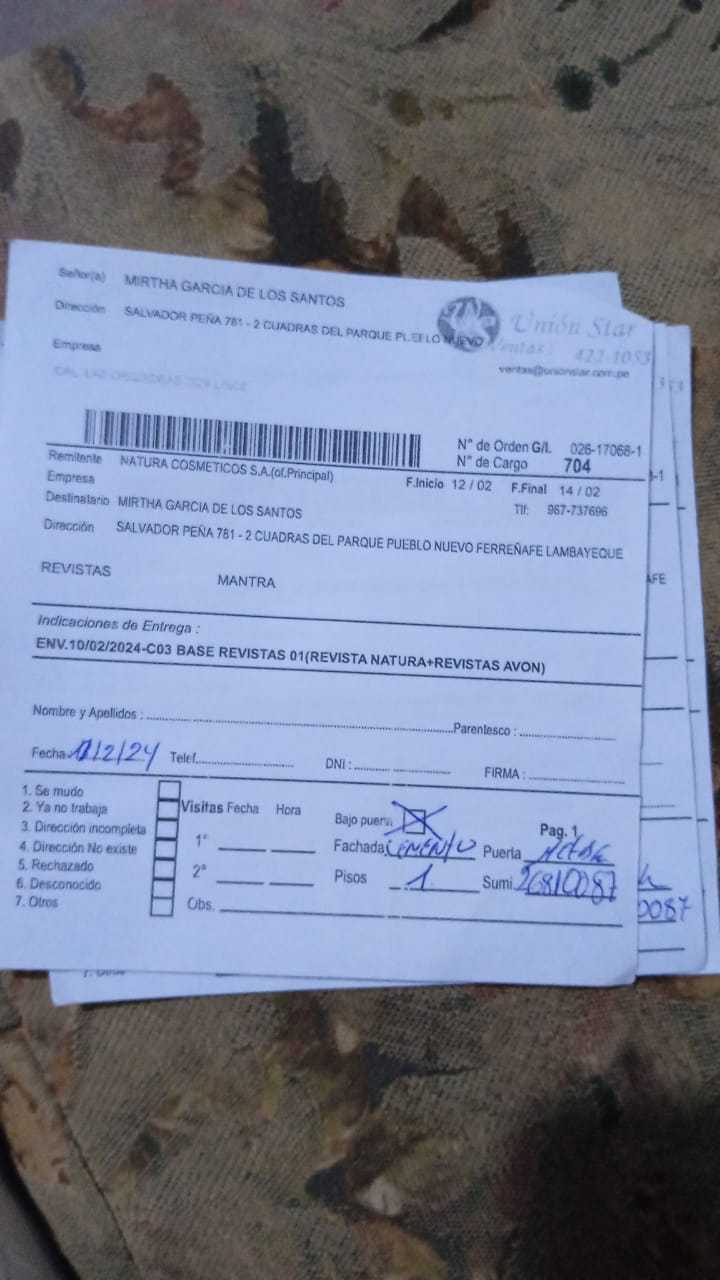 Señor(a) MIRTHA GARCIA DE LOS SANTOS
Dirección SALVADOR PEÑA 781 - 2 CUADRAS DEL PARQUE PUEBLO NUEVO
Unión Star
Ventas: 422-1053
ventas@unionstar.com.pe
Empresa
N° de Orden G/L 026-17068-1
N° de Cargo 704
Remitente NATURA COSMETICOS S.A.(of.Principal)
Empresa F.Inicio 12 / 02 F.Final 14 / 02
Destinatario MIRTHA GARCIA DE LOS SANTOS Tlf: 967-737696
Dirección SALVADOR PEÑA 781 - 2 CUADRAS DEL PARQUE PUEBLO NUEVO FERREÑAFE LAMBAYEQUE
REVISTAS MANTRA
Indicaciones de Entrega :
ENV.10/02/2024-C03 BASE REVISTAS 01(REVISTA NATURA+REVISTAS AVON)
Nombre y Apellidos : Parentesco :
Fecha /2/24 Telef. DNI : FIRMA :
1. Se mudo
2. Ya no trabaja
3. Dirección incompleta
4. Dirección No existe
5. Rechazado
6. Desconocido
7. Otros
Visitas Fecha Hora
1°
2°
Obs.
Bajo puerta Pag. 1
Fachada CEMENTO Puerta
Pisos 1 Sumi 26810087
0087